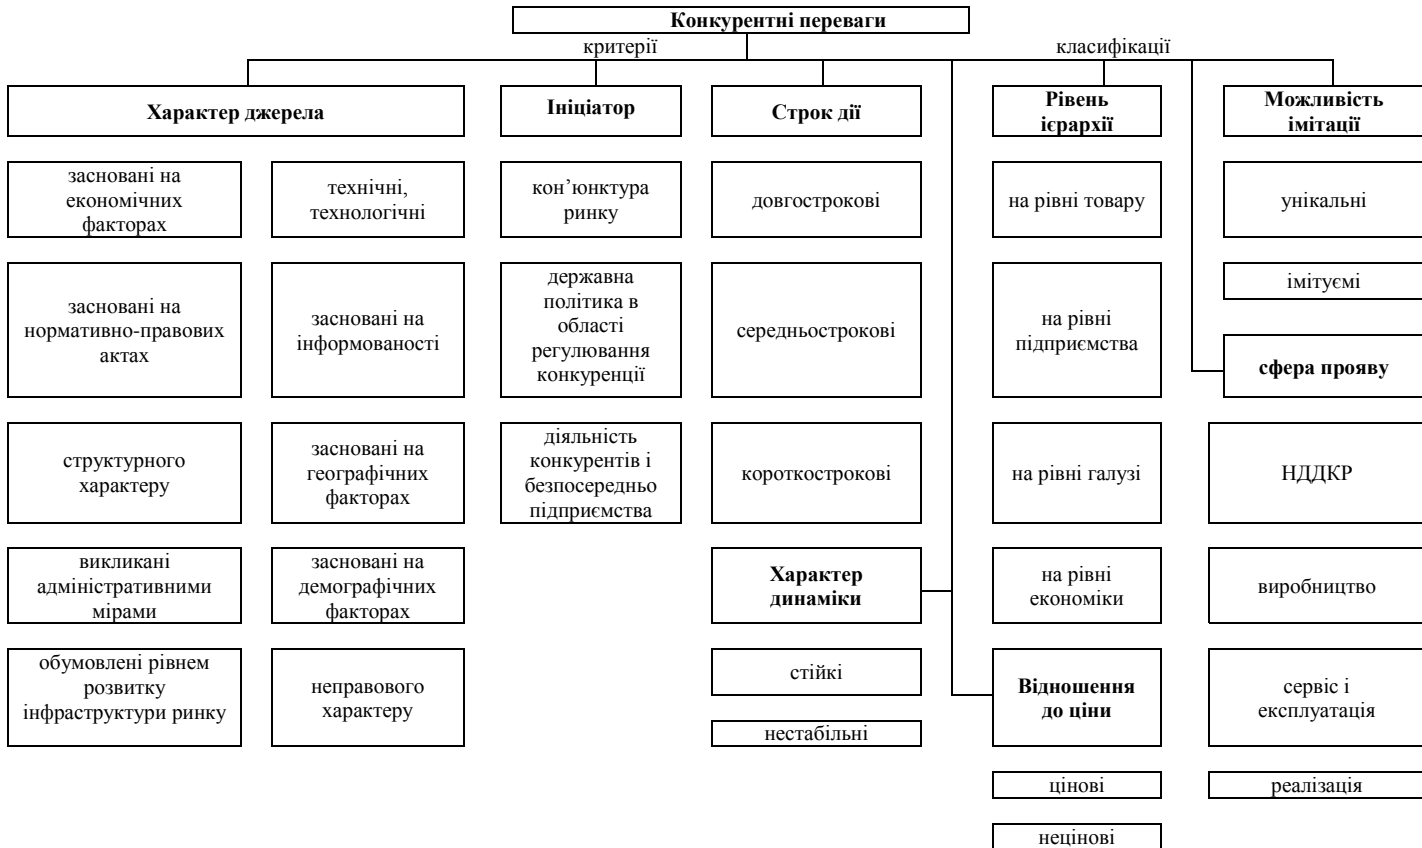 Конкурентні переваги
критерії
класифікації
Характер джерела
засновані на
економічних
факторах
технічні,
технологічні
засновані на
нормативно-правових
актах
засновані на
інформованості
структурного
характеру
засновані на
географічних
факторах
викликані
адміністративними
мірами
засновані на
демографічних
факторах
обумовлені рівнем
розвитку
інфраструктури ринку
неправового
характеру
Ініціатор
кон’юнктура
ринку
державна
політика в
області
регулювання
конкуренції
діяльність
конкурентів і
безпосередньо
підприємства
Строк дії
довгострокові
середньострокові
короткострокові
Характер
динаміки
стійкі
нестабільні
Рівень
ієрархії
на рівні товару
на рівні
підприємства
на рівні галузі
на рівні
економіки
Відношення
до ціни
цінові
нецінові
Можливість
імітації
унікальні
імітуємі
сфера прояву
НДДКР
виробництво
сервіс і
експлуатація
реалізація